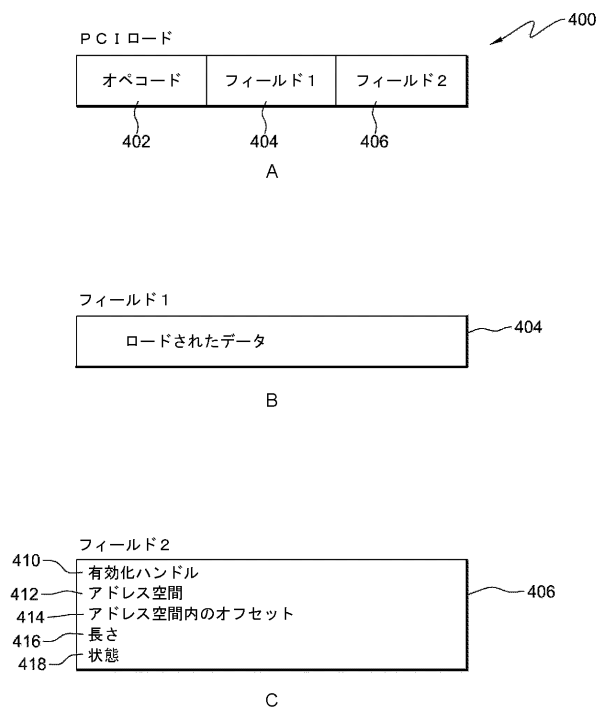 400
PCIロード
オペコード フィールド1 フィールド2
402 404 406
A
フィールド1
ロードされたデータ
404
B
フィールド2
410 有効化ハンドル
412 アドレス空間
414 アドレス空間内のオフセット
416 長さ
418 状態
406
C